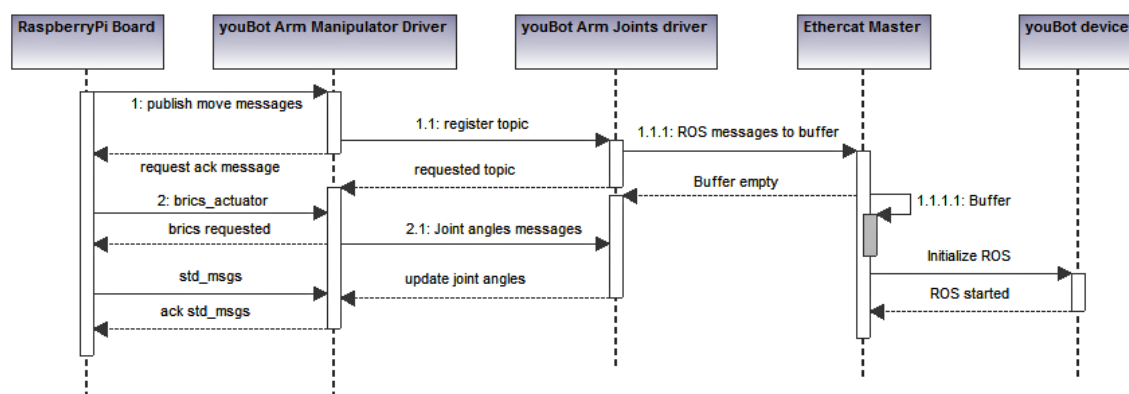 RaspberryPi Board
youBot Arm Manipulator Driver
youBot Arm Joints driver
Ethercat Master
youBot device
1: publish move messages
1.1: register topic
1.1.1: ROS messages to buffer
request ack message
requested topic
Buffer empty
2: brics_actuator
1.1.1.1: Buffer
brics requested
2.1: Joint angles messages
Initialize ROS
std_msgs
update joint angles
ROS started
ack std_msgs